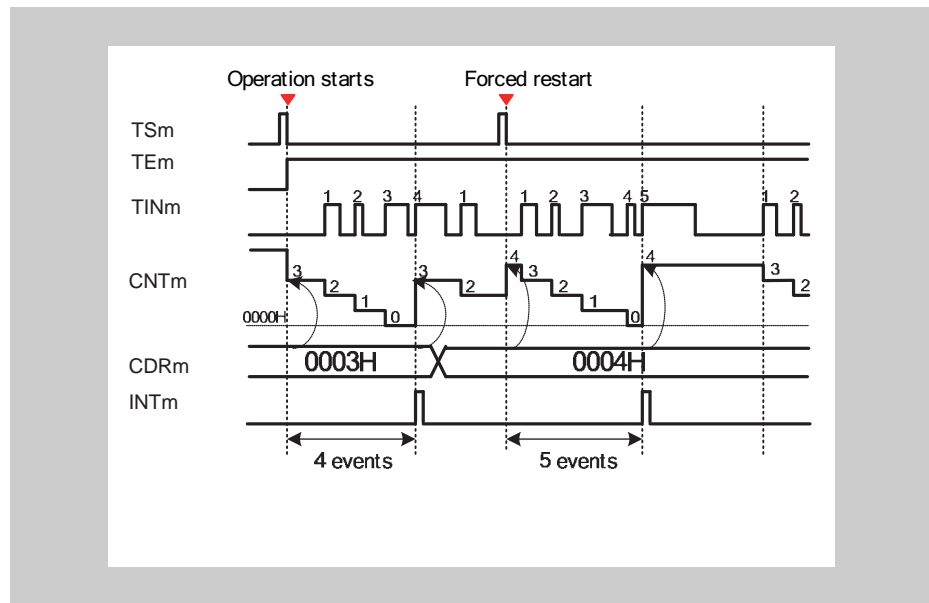 Operation starts Forced restart
TSm
TEm
TINm 1 2 3 4 1 1 2 3 4 5 1 2
CNTm 3 2 1 0 3 2 4 3 2 1 0 4 3 2
0000H
CDRm 0003H 0004H
INTm
4 events 5 events